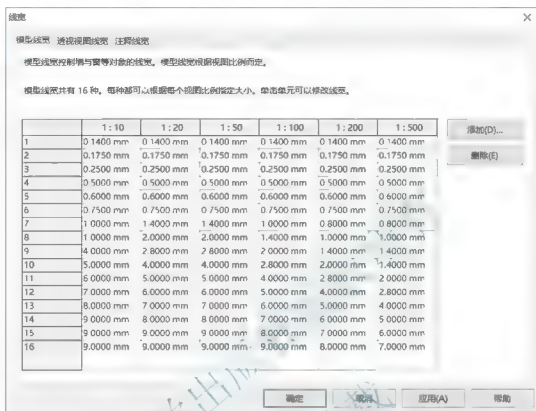 线宽
模型线宽 透视视图线宽 注释线宽
模型线宽控制墙与窗等对象的线宽。模型线宽根据视图比例而定。
模型线宽共有 16 种。每种都可以根据每个视图比例指定大小。单击单元可以修改线宽。
1 : 10 1 : 20 1 : 50 1 : 100 1 : 200 1 : 500
添加(D)...
1 0.1400 mm 0.1400 mm 0.1400 mm 0.1400 mm 0.1400 mm 0.1400 mm
2 0.1750 mm 0.1750 mm 0.1750 mm 0.1750 mm 0.1750 mm 0.1750 mm
删除(E)
3 0.2500 mm 0.2500 mm 0.2500 mm 0.2500 mm 0.2500 mm 0.2500 mm
4 0.5000 mm 0.5000 mm 0.5000 mm 0.5000 mm 0.5000 mm 0.5000 mm
5 0.6000 mm 0.6000 mm 0.6000 mm 0.6000 mm 0.6000 mm 0.6000 mm
6 0.7500 mm 0.7500 mm 0.7500 mm 0.7500 mm 0.7500 mm 0.7500 mm
7 1.0000 mm 1.4000 mm 1.4000 mm 1.0000 mm 0.8000 mm 0.8000 mm
8 1.0000 mm 2.0000 mm 2.0000 mm 1.4000 mm 1.0000 mm 1.0000 mm
9 4.0000 mm 2.8000 mm 2.8000 mm 2.0000 mm 1.4000 mm 1.4000 mm
10 5.0000 mm 4.0000 mm 4.0000 mm 2.8000 mm 2.0000 mm 1.4000 mm
11 6.0000 mm 5.0000 mm 5.0000 mm 4.0000 mm 2.8000 mm 2.0000 mm
12 7.0000 mm 6.0000 mm 6.0000 mm 5.0000 mm 4.0000 mm 2.8000 mm
13 8.0000 mm 7.0000 mm 7.0000 mm 6.0000 mm 5.0000 mm 4.0000 mm
14 9.0000 mm 8.0000 mm 8.0000 mm 7.0000 mm 6.0000 mm 5.0000 mm
15 9.0000 mm 9.0000 mm 9.0000 mm 8.0000 mm 7.0000 mm 6.0000 mm
16 9.0000 mm 9.0000 mm 9.0000 mm 9.0000 mm 8.0000 mm 7.0000 mm
确定 取消 应用(A) 帮助